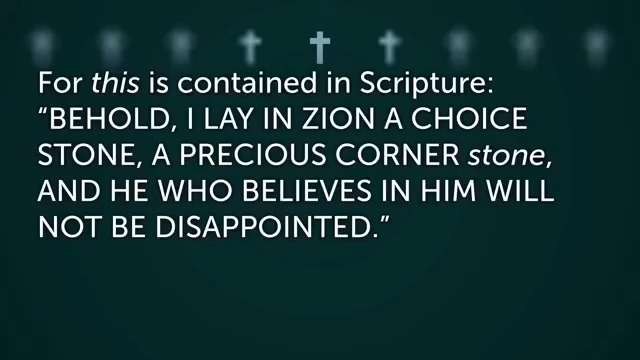 For this is contained in Scripture:
“BEHOLD, I LAY IN ZION A CHOICE
STONE, A PRECIOUS CORNER stone,
AND HE WHO BELIEVES IN HIM WILL
NOT BE DISAPPOINTED.”